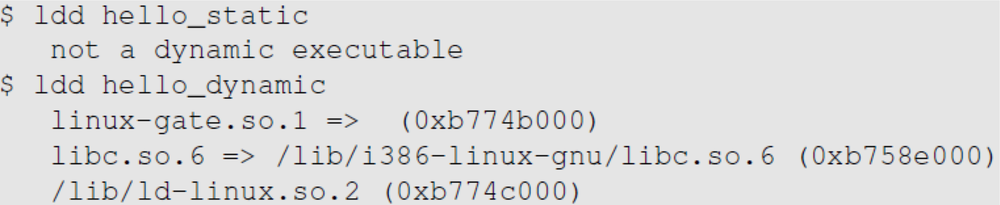 $ ldd hello_static
   not a dynamic executable
$ ldd hello_dynamic
   linux-gate.so.1 =>  (0xb774b000)
   libc.so.6 => /lib/i386-linux-gnu/libc.so.6 (0xb758e000)
   /lib/ld-linux.so.2 (0xb774c000)